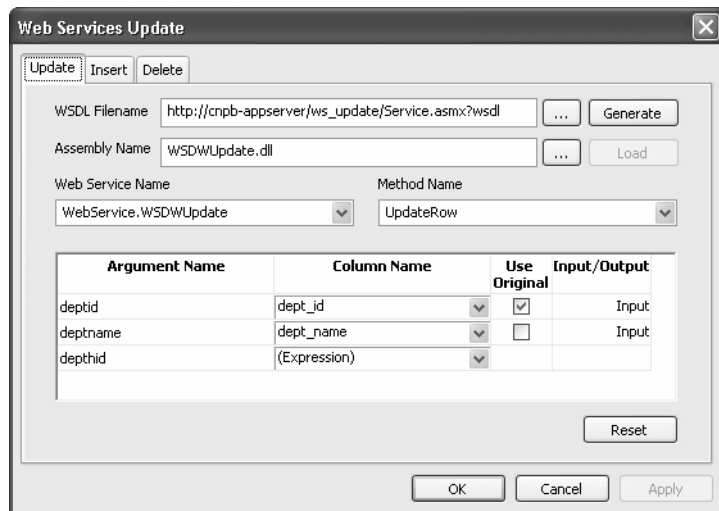 Web Services Update
Update Insert Delete
WSDL Filename http://cnpb-appserver/ws_update/Service.asmx?wsdl ... Generate
Assembly Name WSDWUpdate.dll ... Load
Web Service Name Method Name
WebService.WSDWUpdate UpdateRow
Argument Name Column Name Use Original Input/Output
deptid dept_id Input
deptname dept_name Input
depthid (Expression)
Reset
OK Cancel Apply